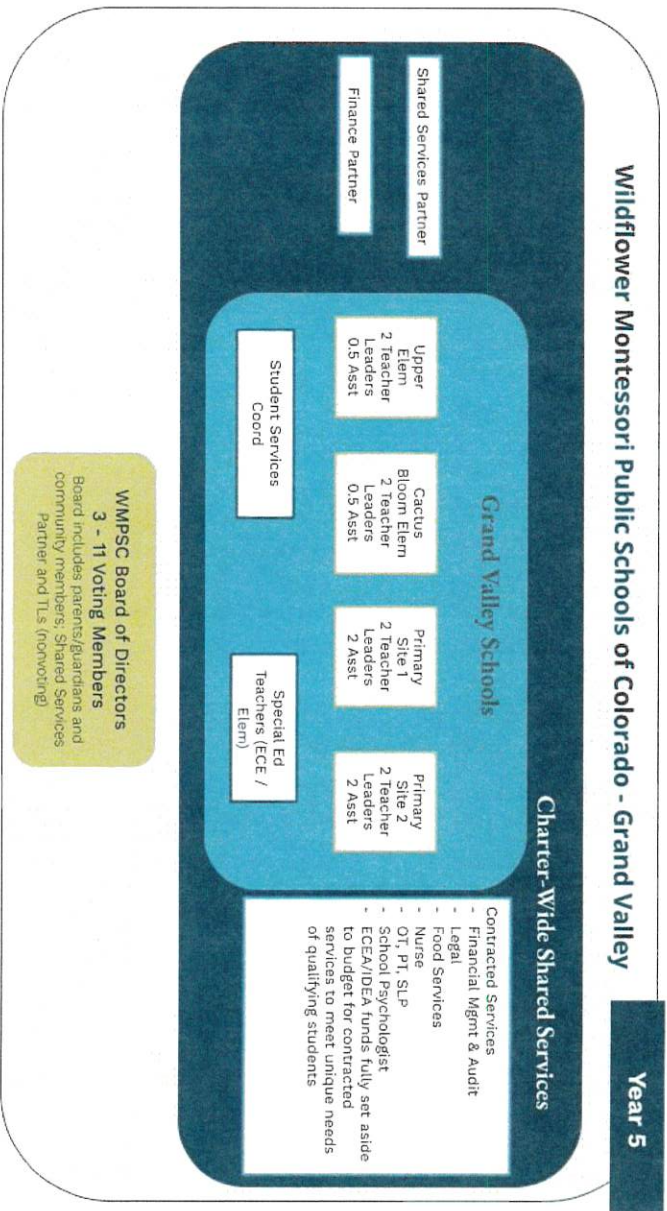 Wildflower Montessori Public Schools of Colorado - Grand Valley
Year 5
Charter-Wide Shared Services
Shared Services Partner
Finance Partner
Grand Valley Schools
Upper
Elem
2 Teacher
Leaders
0.5 Asst
Cactus
Bloom Elem
2 Teacher
Leaders
0.5 Asst
Primary
Site 1
2 Teacher
Leaders
2 Asst
Primary
Site 2
2 Teacher
Leaders
2 Asst
Student Services
Coord
Special Ed
Teachers (ECE /
Elem)
Contracted Services
- Financial Mgmt & Audit
- Legal
- Food Services
- Nurse
- OT, PT, SLP
- School Psychologist
- ECEA/IDEA funds fully set aside
to budget for contracted
services to meet unique needs
of qualifying students
WMPSC Board of Directors
3 - 11 Voting Members
Board includes parents/guardians and
community members; Shared Services
Partner and TLs (nonvoting)